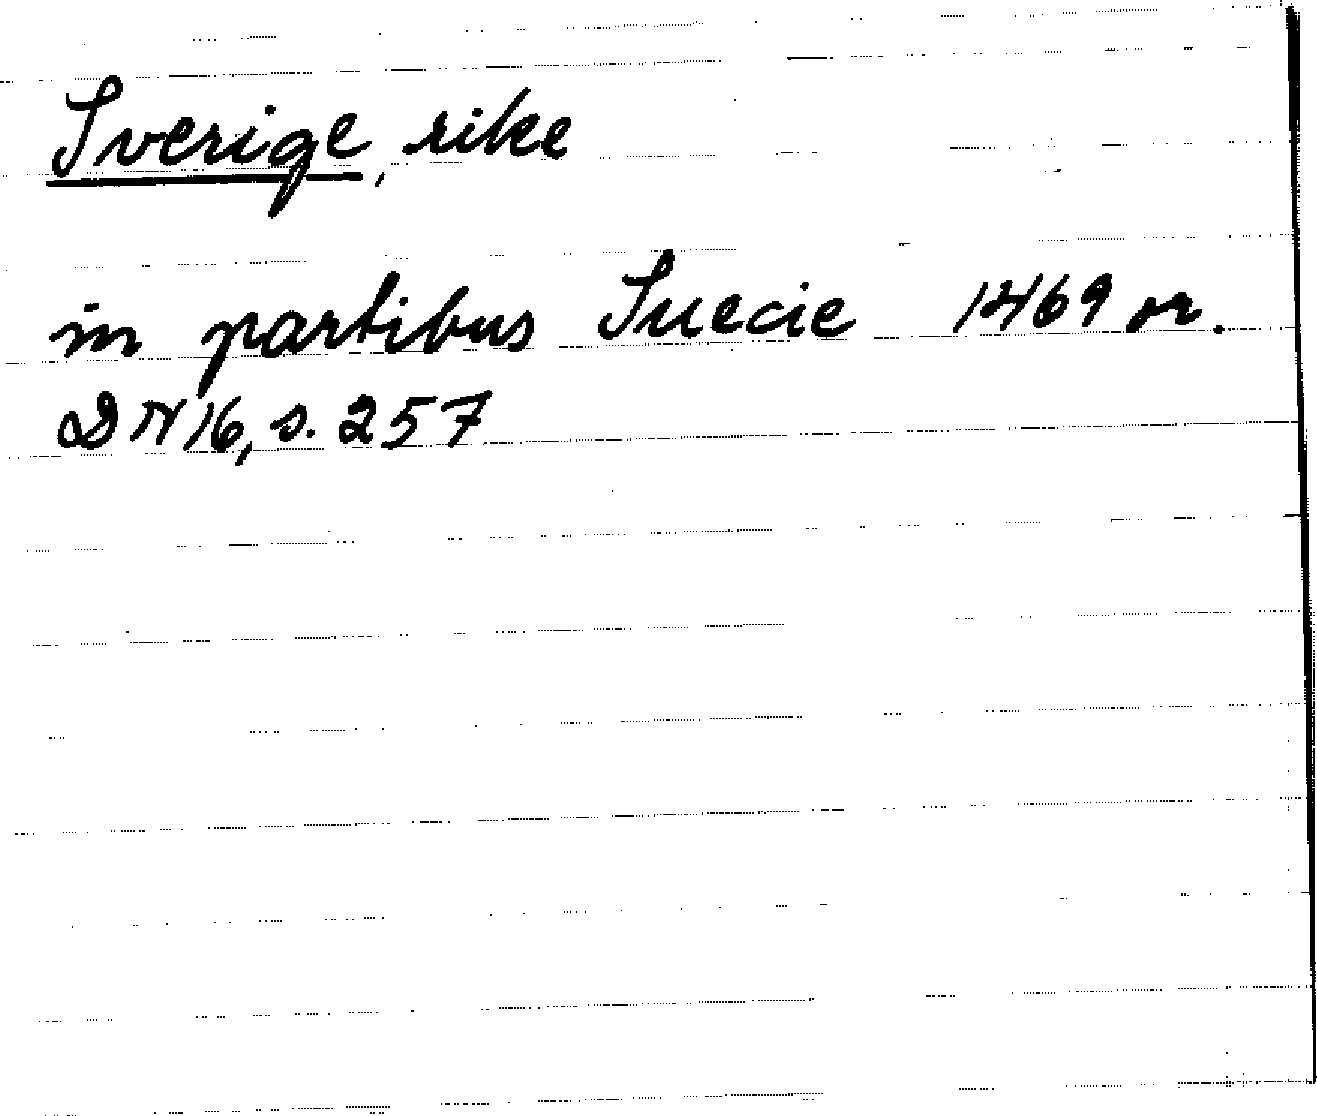 Sverige, rike
in partibus Suecie 1469 or.
DN 16, s. 257